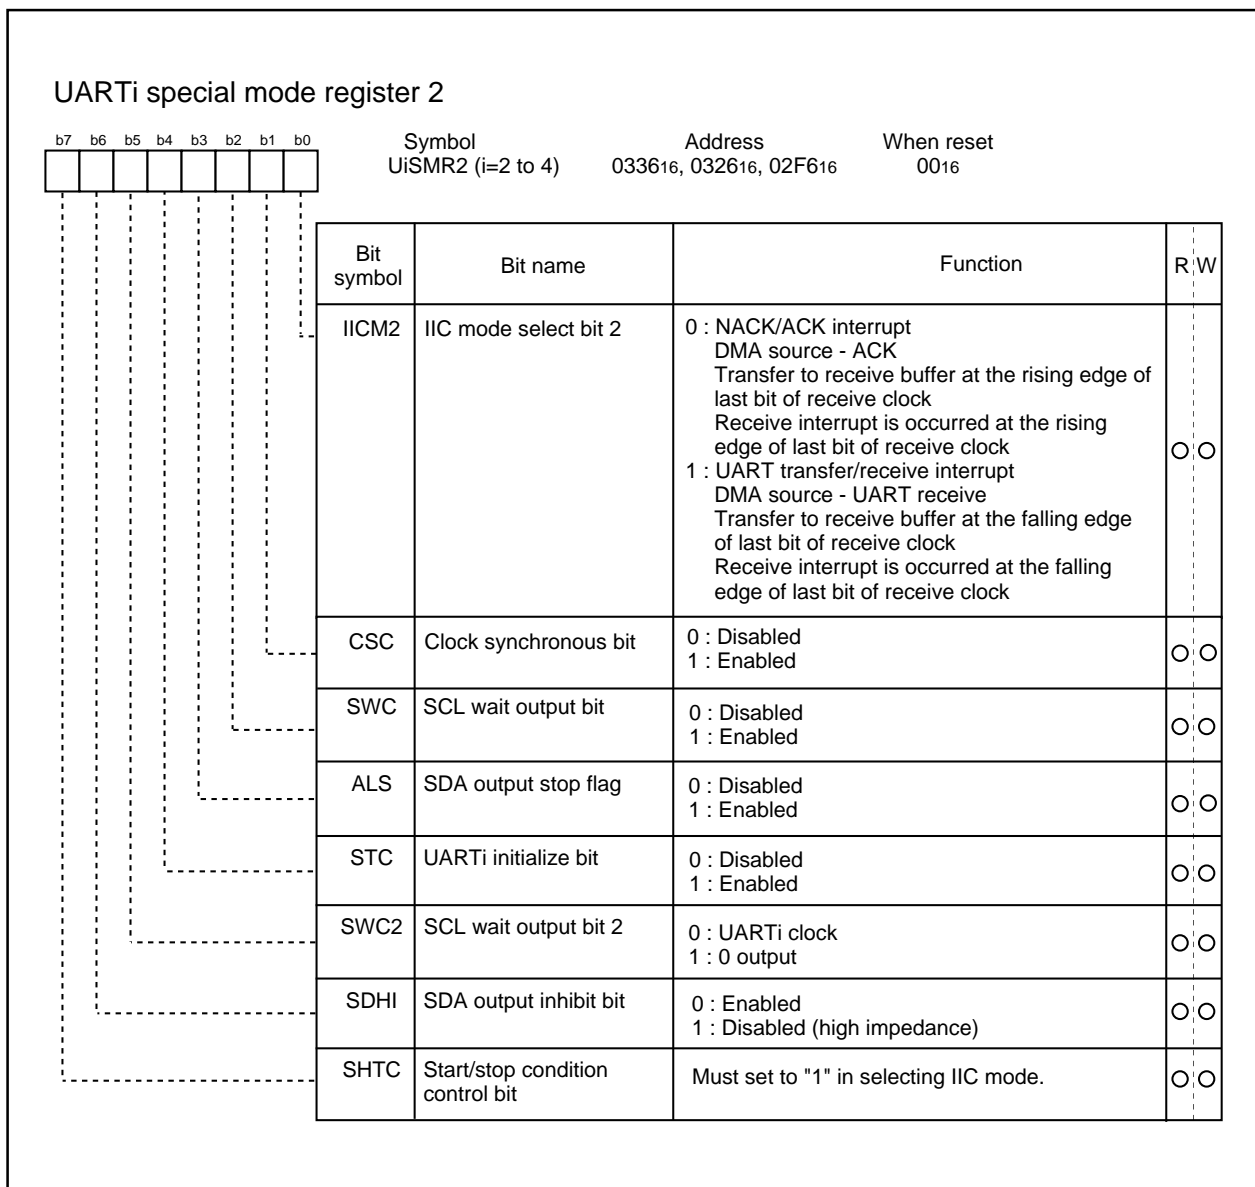 UARTi special mode register 2
b7 b6 b5 b4 b3 b2 b1 b0
Symbol Address When reset
UiSMR2 (i=2 to 4) 033616, 032616, 02F616 0016
Bit symbol Bit name Function R W
IICM2 IIC mode select bit 2 0 : NACK/ACK interrupt
DMA source - ACK
Transfer to receive buffer at the rising edge of
last bit of receive clock
Receive interrupt is occurred at the rising
edge of last bit of receive clock
1 : UART transfer/receive interrupt
DMA source - UART receive
Transfer to receive buffer at the falling edge
of last bit of receive clock
Receive interrupt is occurred at the falling
edge of last bit of receive clock
CSC Clock synchronous bit 0 : Disabled
1 : Enabled
SWC SCL wait output bit 0 : Disabled
1 : Enabled
ALS SDA output stop flag 0 : Disabled
1 : Enabled
STC UARTi initialize bit 0 : Disabled
1 : Enabled
SWC2 SCL wait output bit 2 0 : UARTi clock
1 : 0 output
SDHI SDA output inhibit bit 0 : Enabled
1 : Disabled (high impedance)
SHTC Start/stop condition
control bit Must set to "1" in selecting IIC mode.